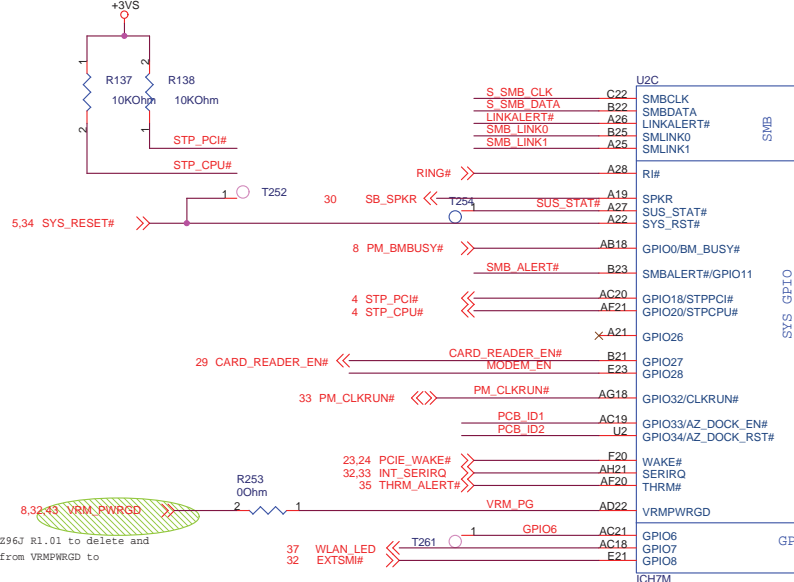 +3VS
1 2
R137 R138
10KOhm 10KOhm
2 1
STP_PCI#
STP_CPU#
1 T252
5,34 SYS_RESET#
U2C
S_SMB_CLK C22 SMBCLK
S_SMB_DATA B22 SMBDATA
LINKALERT# A26 LINKALERT#
SMB_LINK0 B25 SMLINK0
SMB_LINK1 A25 SMLINK1
SMB
RING# A28 RI#
30 SB_SPKR A19 SPKR
T254 1 SUS_STAT# A27 SUS_STAT#
A22 SYS_RST#
8 PM_BMBUSY# AB18 GPIO0/BM_BUSY#
SMB_ALERT# B23 SMBALERT#/GPIO11
4 STP_PCI# AC20 GPIO18/STPPCI#
4 STP_CPU# AF21 GPIO20/STPCPU#
SYS GPIO
A21 GPIO26
29 CARD_READER_EN# CARD_READER_EN# B21 GPIO27
MODEM_EN E23 GPIO28
33 PM_CLKRUN# PM_CLKRUN# AG18 GPIO32/CLKRUN#
PCB_ID1 AC19 GPIO33/AZ_DOCK_EN#
PCB_ID2 U2 GPIO34/AZ_DOCK_RST#
23,24 PCIE_WAKE# F20 WAKE#
32,33 INT_SERIRQ AH21 SERIRQ
35 THRM_ALERT# AF20 THRM#
R253
0Ohm
8,32,43 VRM_PWRGD 2 1 VRM_PG AD22 VRMPWRGD
Z96J R1.01 to delete and
from VRMPWRGD to
T261 1 GPIO6 AC21 GPIO6
37 WLAN_LED AC18 GPIO7
32 EXTSMI# E21 GPIO8
GP
ICH7M